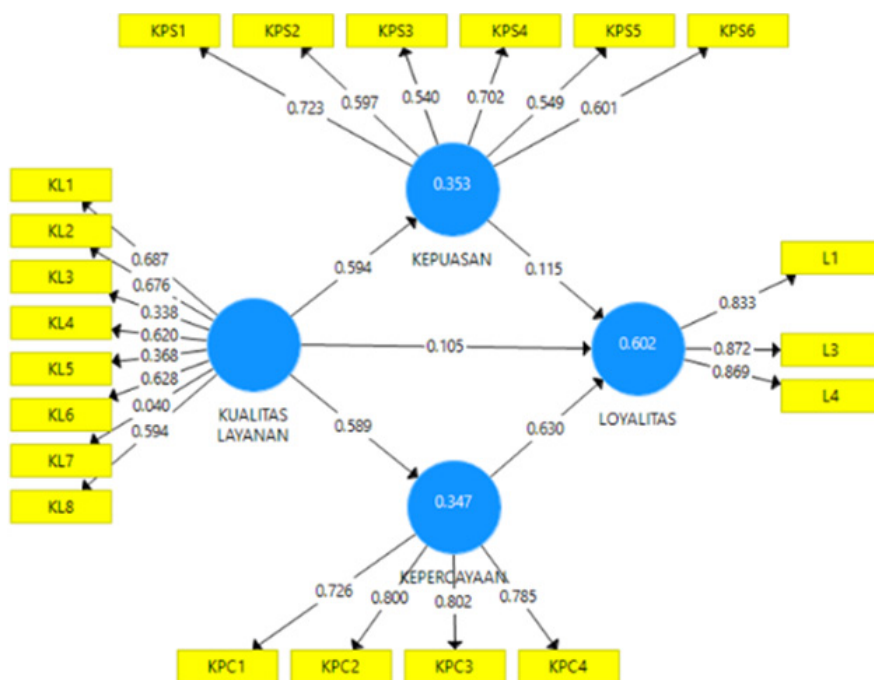 KPS1 KPS2 KPS3 KPS4 KPS5 KPS6
0.723 0.597 0.540 0.702 0.549 0.601
0.353
KEPUASAN
KL1
KL2
KL3
KL4
KL5
KL6
KL7
KL8
0.687
0.676
0.338
0.620
0.368
0.628
0.040
0.594
KUALITAS
LAYANAN
0.594
0.115
0.105
0.589
0.630
0.602
LOYALITAS
0.833
0.872
0.869
L1
L3
L4
0.347
KEPERCAYAAN
0.726 0.800 0.802 0.785
KPC1 KPC2 KPC3 KPC4